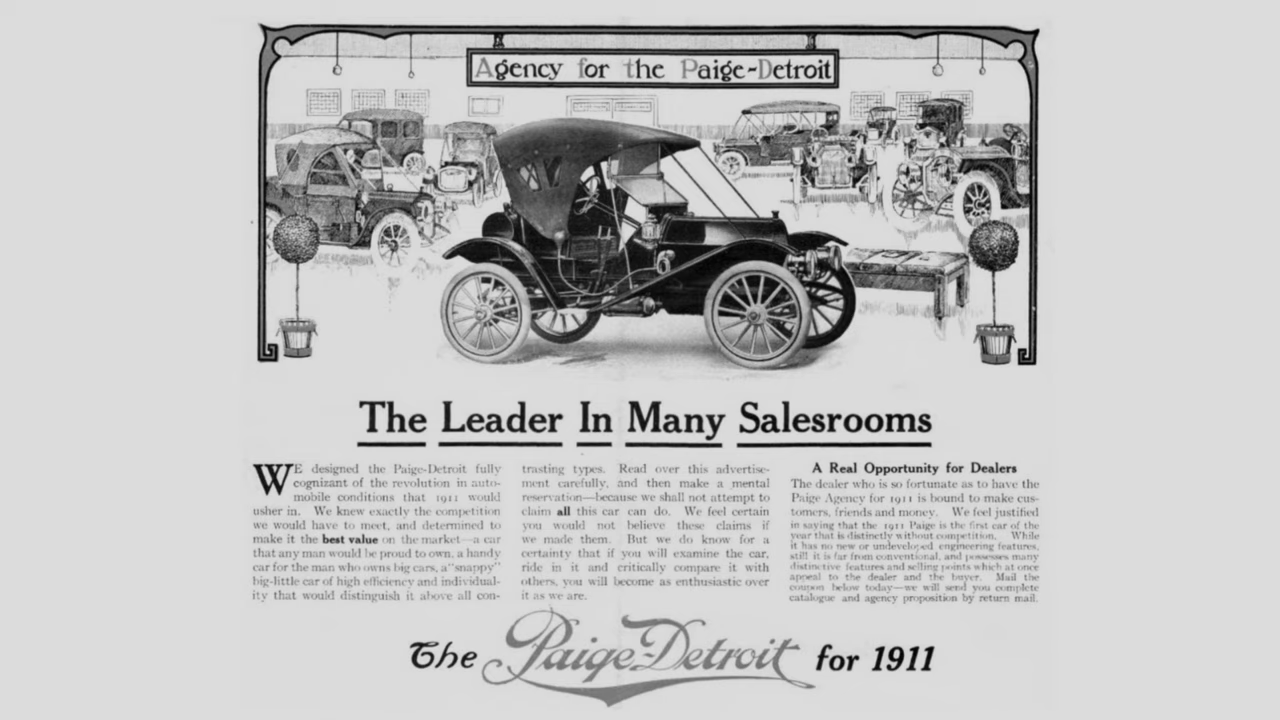 Agency for the Paige-Detroit
The Leader In Many Salesrooms
WE designed the Paige-Detroit fully
cognizant of the revolution in auto-
mobile conditions that 1911 would
usher in. We knew exactly the competition
we would have to meet, and determined to
make it the best value on the market—a car
that any man would be proud to own, a handy
car for the man who owns big cars, a "snappy"
big-little car of high efficiency and individual-
ity that would distinguish it above all con-
trasting types. Read over this advertise-
ment carefully, and then make a mental
reservation—because we shall not attempt to
claim all this car can do. We feel certain
you would not believe these claims if
we made them. But we do know for a
certainty that if you will examine the car,
ride in it and critically compare it with
others, you will become as enthusiastic over
it as we are.
A Real Opportunity for Dealers
The dealer who is so fortunate as to have the
Paige Agency for 1911 is bound to make cus-
tomers, friends and money. We feel justified
in saying that the 1911 Paige is the first car of the
year that is distinctly without competition. While
it has no new or undeveloped engineering features,
still it is far from conventional, and possesses many
distinctive features and selling points which at once
appeal to the dealer and the buyer. Mail the
coupon below today—we will send you complete
catalogue and agency proposition by return mail.
The Paige-Detroit for 1911